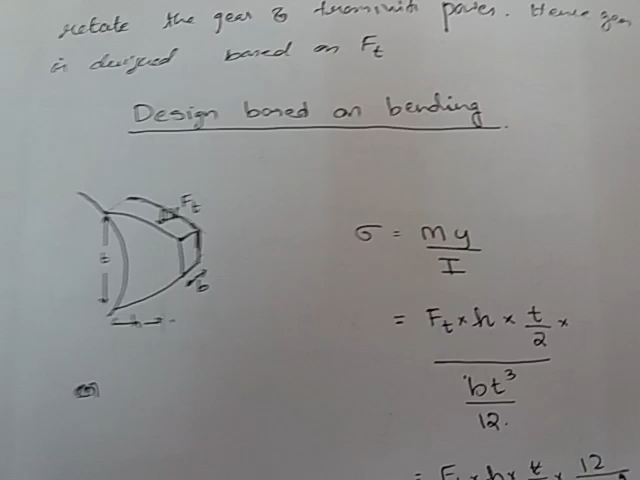 rotate the gear & transmit power. Hence gear
is designed based on Ft
Design based on bending.
Ft
t
b
h
σ = My / I
= Ft × h × t/2 ×
bt³
12.
= F × h × t × 12